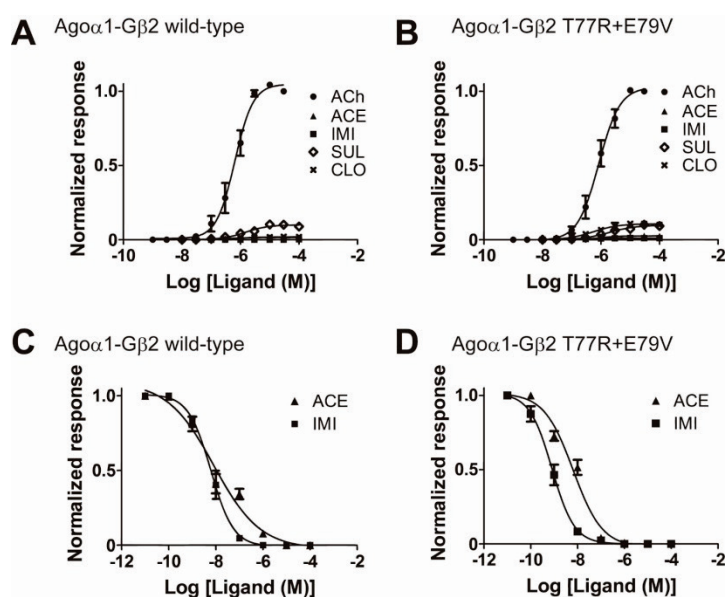 A Agoα1-Gβ2 wild-type
Normalized response
1.0
0.5
0
-10 -8 -6 -4 -2
Log [Ligand (M)]
ACh
ACE
IMI
SUL
CLO
B Agoα1-Gβ2 T77R+E79V
Normalized response
1.0
0.5
0
-10 -8 -6 -4 -2
Log [Ligand (M)]
ACh
ACE
IMI
SUL
CLO
C Agoα1-Gβ2 wild-type
Normalized response
1.0
0.5
0
-12 -10 -8 -6 -4 -2
Log [Ligand (M)]
ACE
IMI
D Agoα1-Gβ2 T77R+E79V
Normalized response
1.0
0.5
0
-12 -10 -8 -6 -4 -2
Log [Ligand (M)]
ACE
IMI